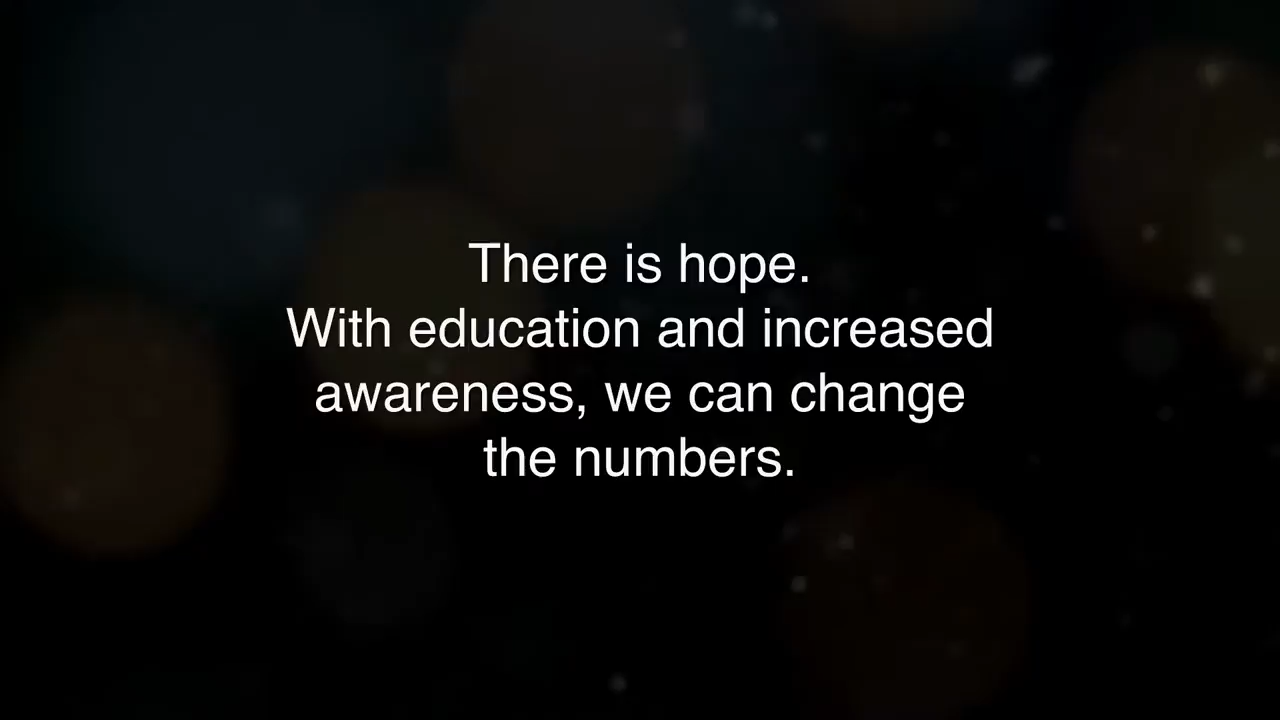 There is hope.
With education and increased
awareness, we can change
the numbers.